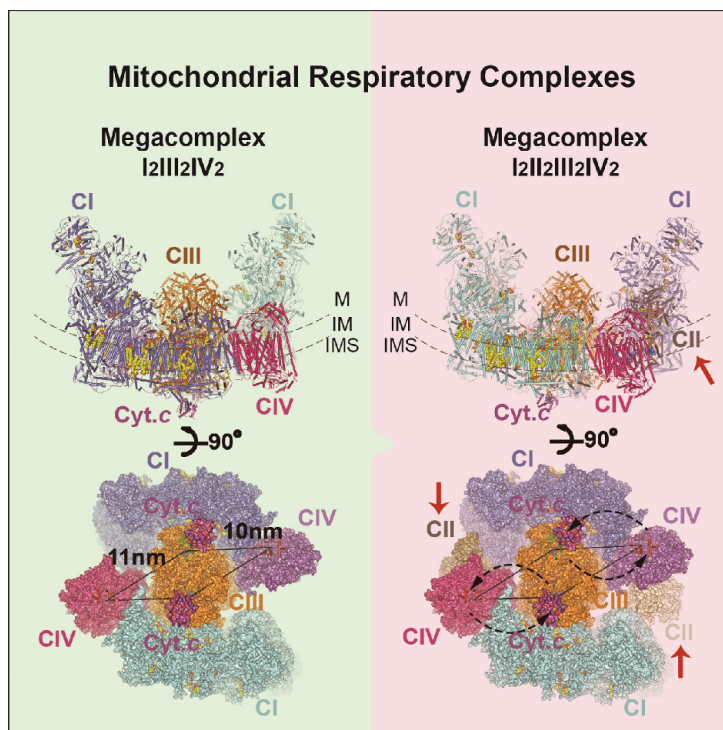 Mitochondrial Respiratory Complexes
Megacomplex
I2III2IV2
CI
CI
CIII
M
IM
IMS
CIV
Cyt.c
90°
CI
Cyt.c
10nm
CIV
11nm
CIII
CIV
Cyt.c
CI
Megacomplex
I2II2III2IV2
CI
CIII
M
IM
IMS
CII
CIV
Cyt.c
90°
CI
Cyt.c
CIV
CII
CIII
CII
CIV
Cyt.c
CI